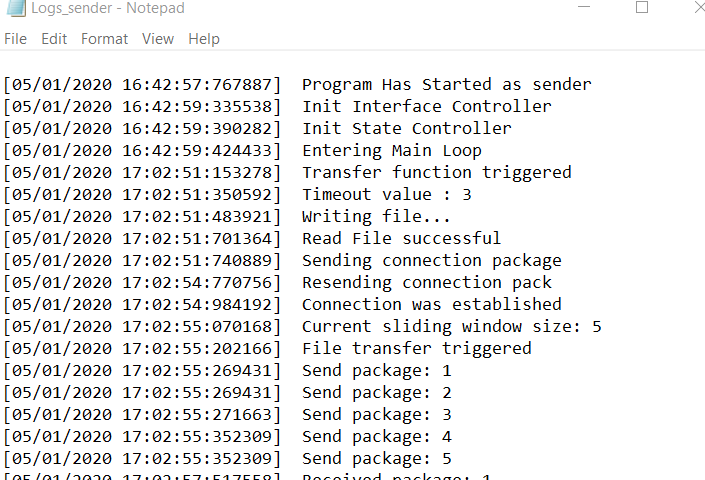 Logs_sender - Notepad
File Edit Format View Help
[05/01/2020 16:42:57:767887] Program Has Started as sender
[05/01/2020 16:42:59:335538] Init Interface Controller
[05/01/2020 16:42:59:390282] Init State Controller
[05/01/2020 16:42:59:424433] Entering Main Loop
[05/01/2020 17:02:51:153278] Transfer function triggered
[05/01/2020 17:02:51:350592] Timeout value : 3
[05/01/2020 17:02:51:483921] Writing file...
[05/01/2020 17:02:51:701364] Read File successful
[05/01/2020 17:02:51:740889] Sending connection package
[05/01/2020 17:02:54:770756] Resending connection pack
[05/01/2020 17:02:54:984192] Connection was established
[05/01/2020 17:02:55:070168] Current sliding window size: 5
[05/01/2020 17:02:55:202166] File transfer triggered
[05/01/2020 17:02:55:269431] Send package: 1
[05/01/2020 17:02:55:269431] Send package: 2
[05/01/2020 17:02:55:271663] Send package: 3
[05/01/2020 17:02:55:352309] Send package: 4
[05/01/2020 17:02:55:352309] Send package: 5
[05/01/2020 17:02:57:517558] Received package: 1